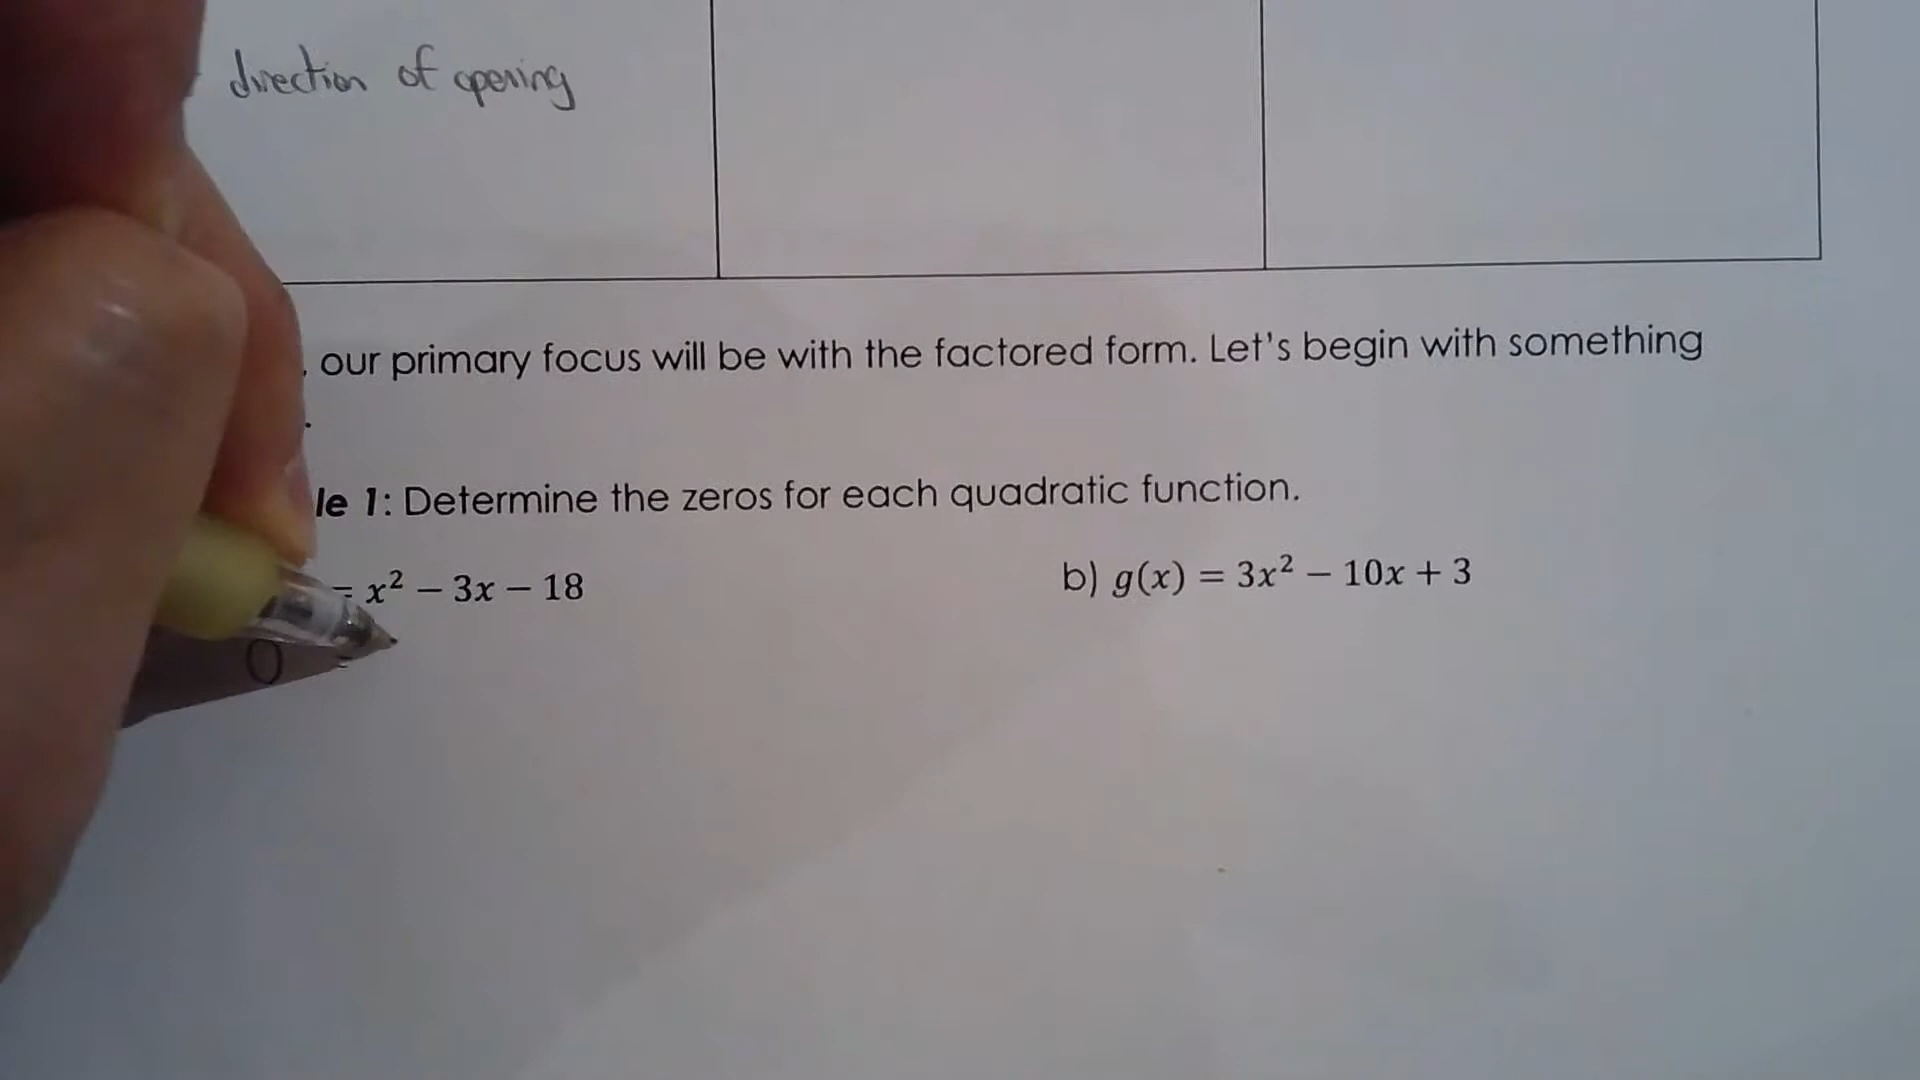 direction of opening
, our primary focus will be with the factored form. Let's begin with something
.
le 1: Determine the zeros for each quadratic function.
= x² − 3x − 18
b) g(x) = 3x² − 10x + 3
0 =